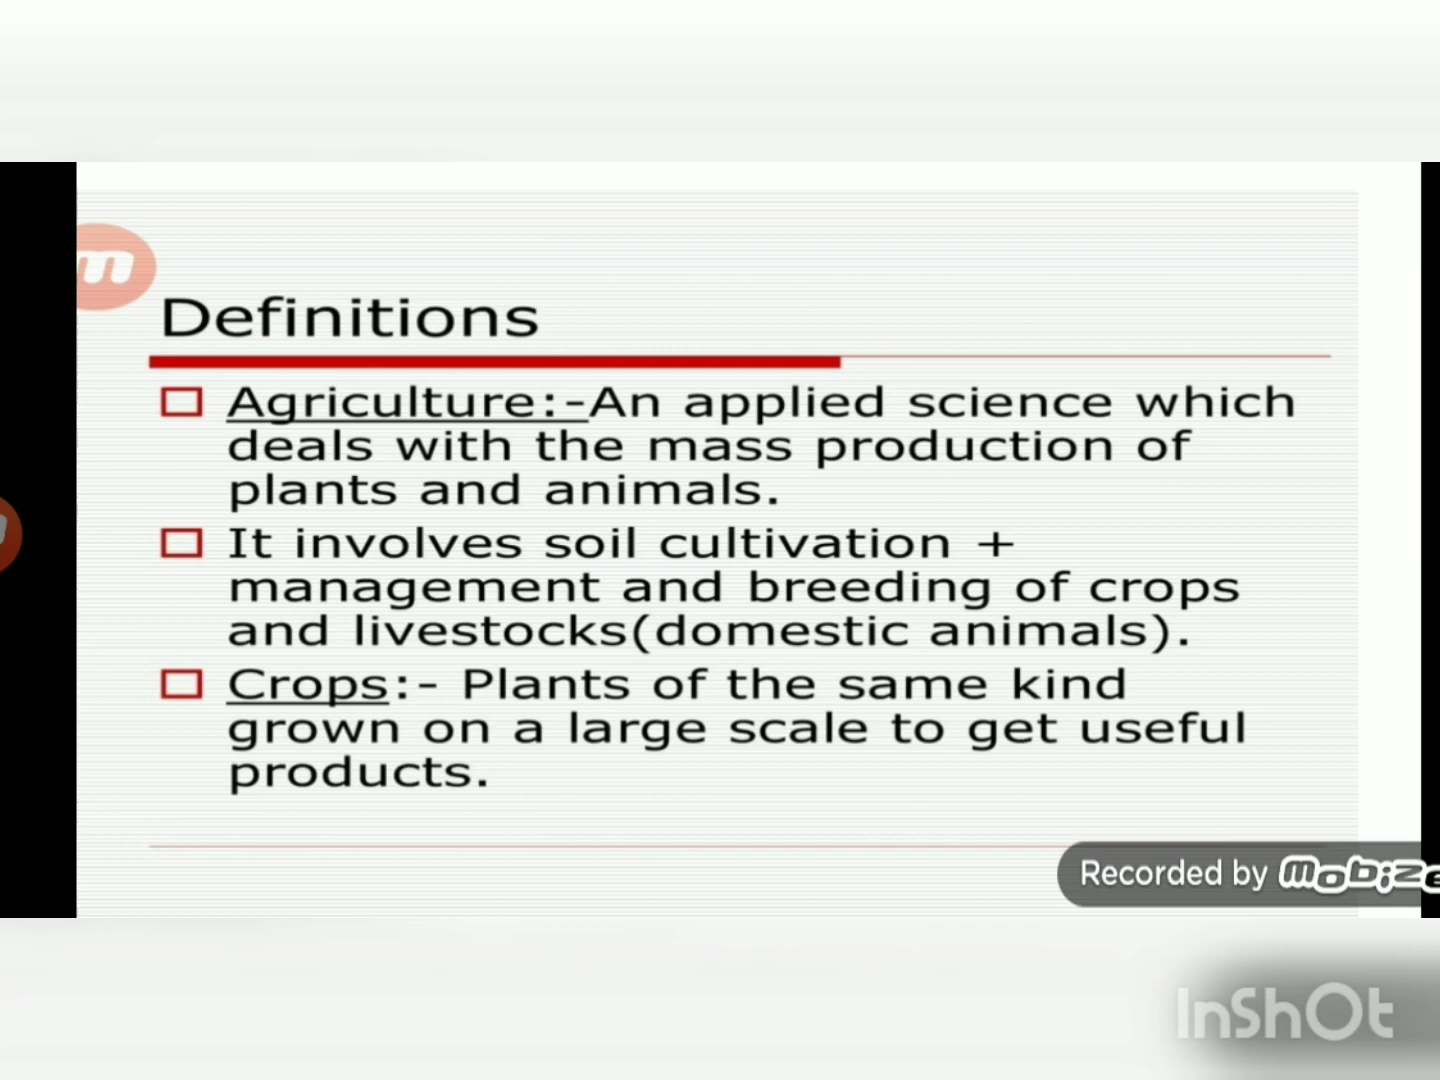 m
Definitions
Agriculture:-An applied science which
deals with the mass production of
plants and animals.
It involves soil cultivation +
management and breeding of crops
and livestocks(domestic animals).
Crops:- Plants of the same kind
grown on a large scale to get useful
products.
Recorded by mobize
InShOt